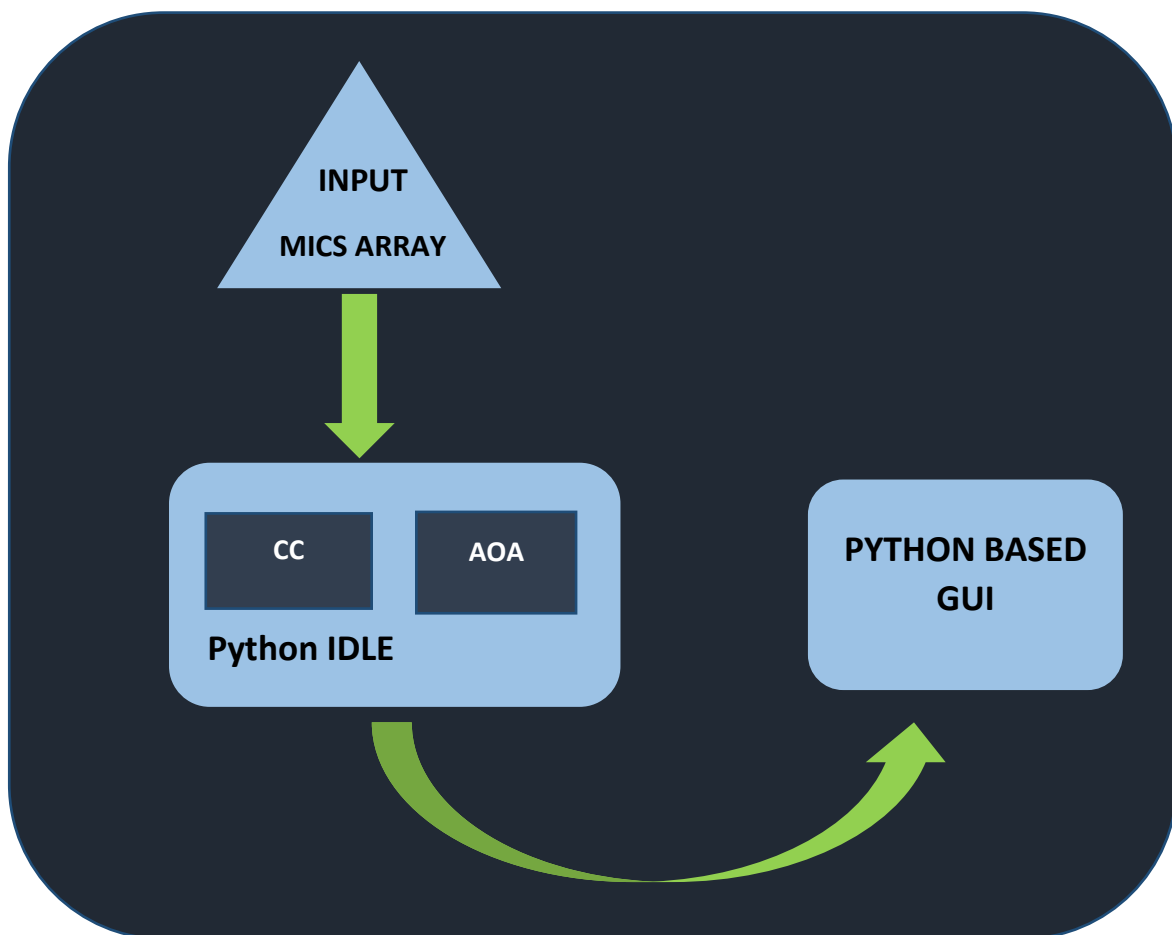 INPUT
MICS ARRAY
CC
AOA
Python IDLE
PYTHON BASED
GUI